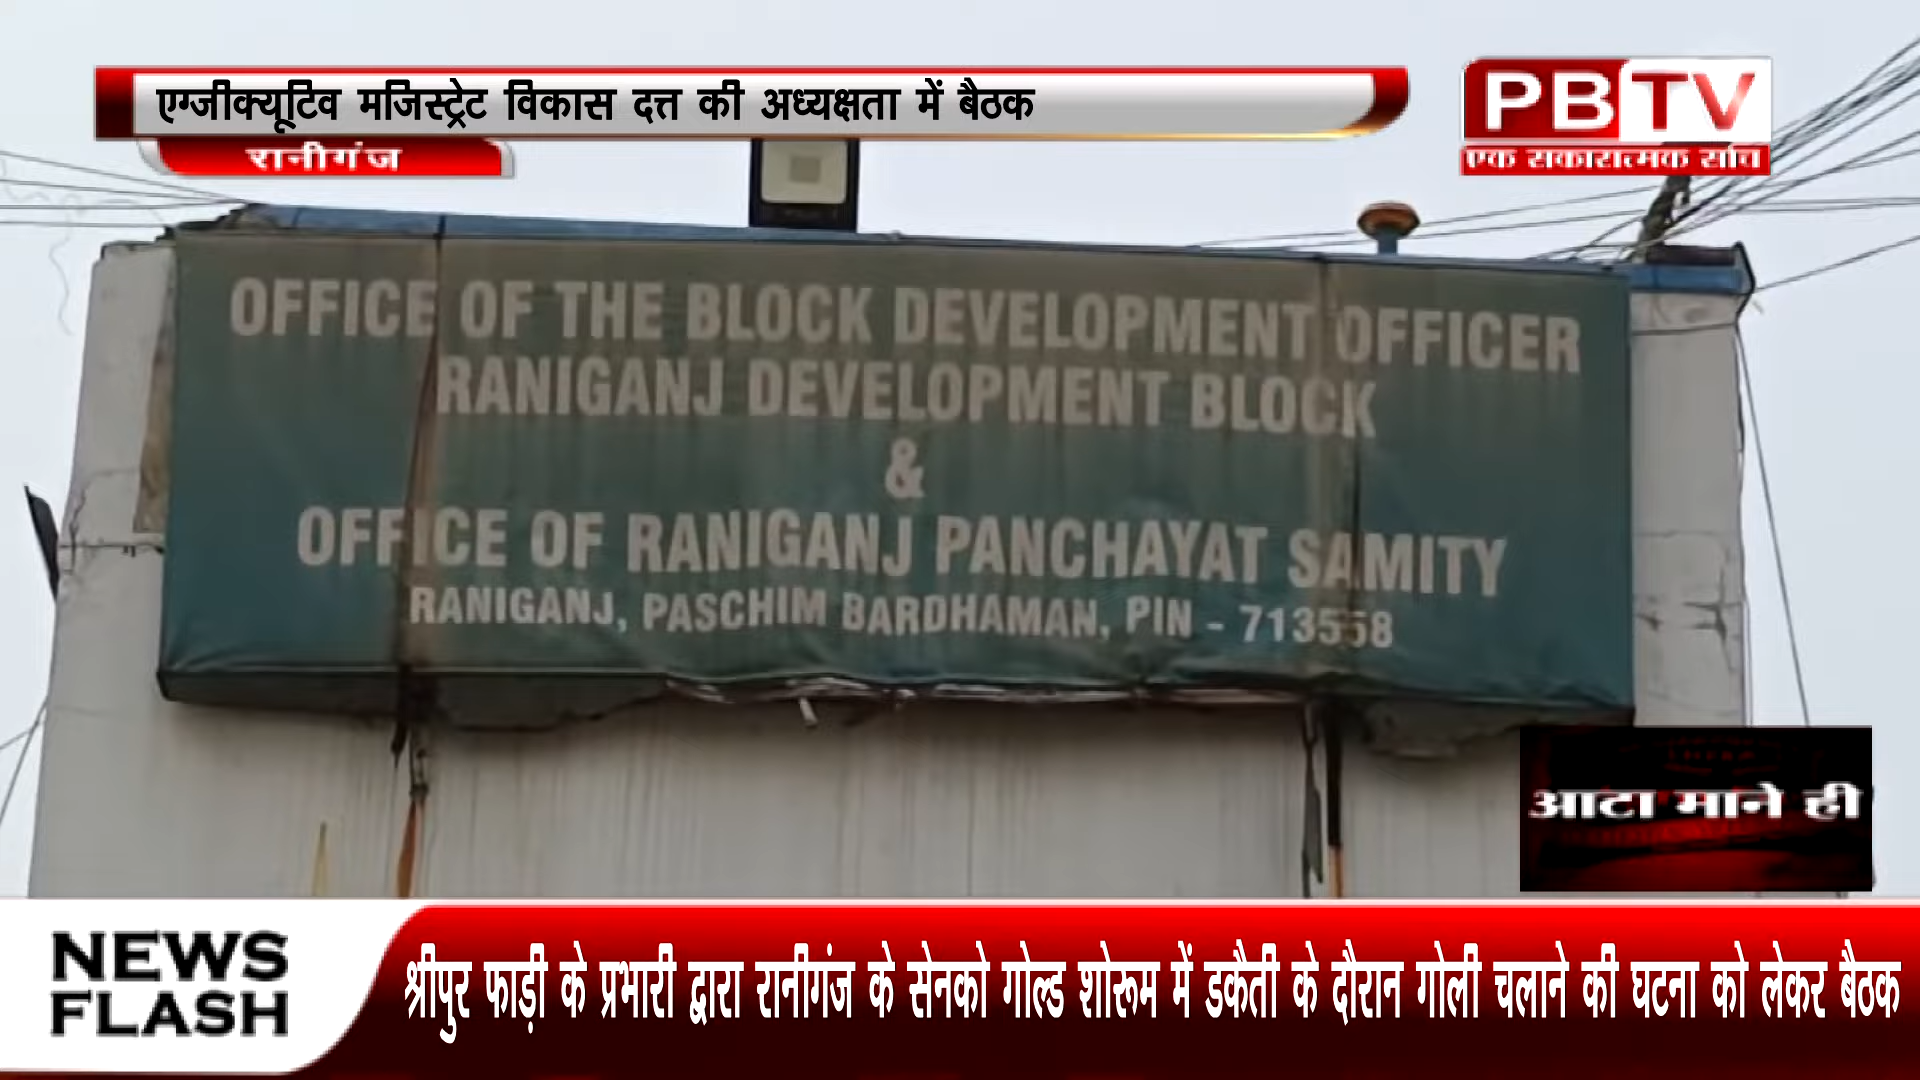 एग्जीक्यूटिव मजिस्ट्रेट विकास दत्त की अध्यक्षता में बैठक
रानीगंज
PBTV
एक सकारात्मक सोच
OFFICE OF THE BLOCK DEVELOPMENT OFFICER
RANIGANJ DEVELOPMENT BLOCK
&
OFFICE OF RANIGANJ PANCHAYAT SAMITY
RANIGANJ, PASCHIM BARDHAMAN, PIN - 713558
आटा माने ही
NEWS
FLASH
श्रीपुर फाड़ी के प्रभारी द्वारा रानीगंज के सेनको गोल्ड शोरूम में डकैती के दौरान गोली चलाने की घटना को लेकर बैठक